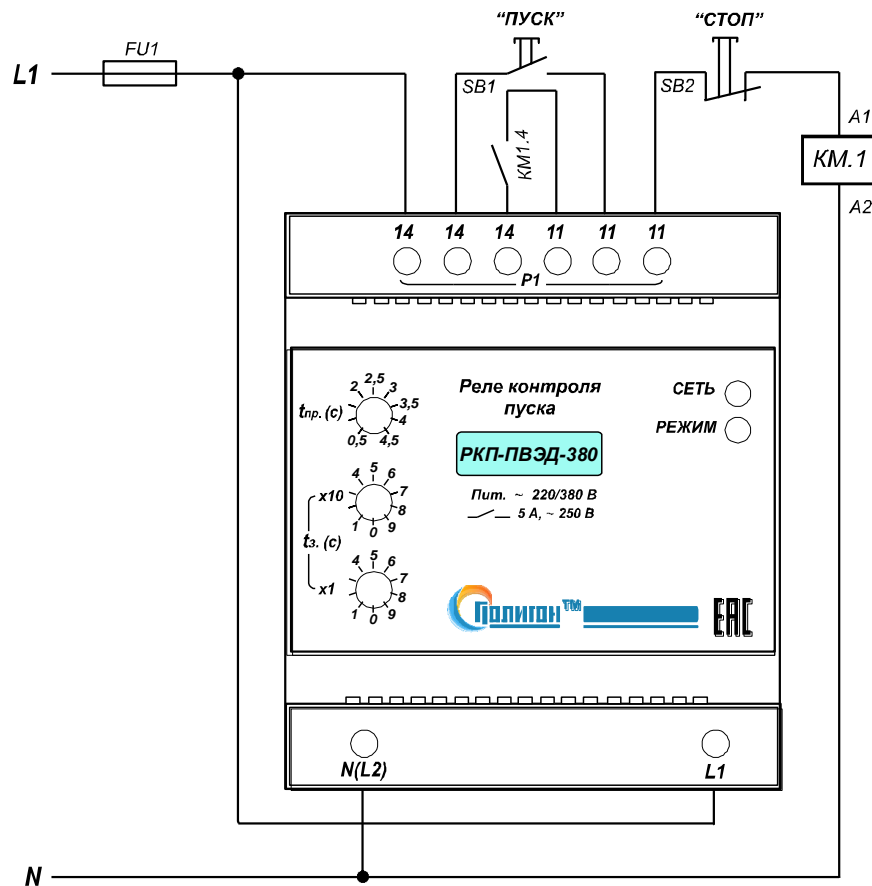 “ПУСК” “СТОП”
FU1
L1
SB1 SB2
KM1.4
A1
KM.1
A2
14 14 14 11 11 11
P1
Реле контроля
пуска
СЕТЬ
РЕЖИМ
РКП-ПВЭД-380
Пит. ~ 220/380 В
5 А, ~ 250 В
tпр. (с)
0,5 2 2,5 3 3,5 4 4,5
x10
1 4 5 6 7 8 9 0
tз. (с)
x1
1 4 5 6 7 8 9 0
Полигон™
EAC
N(L2) L1
N